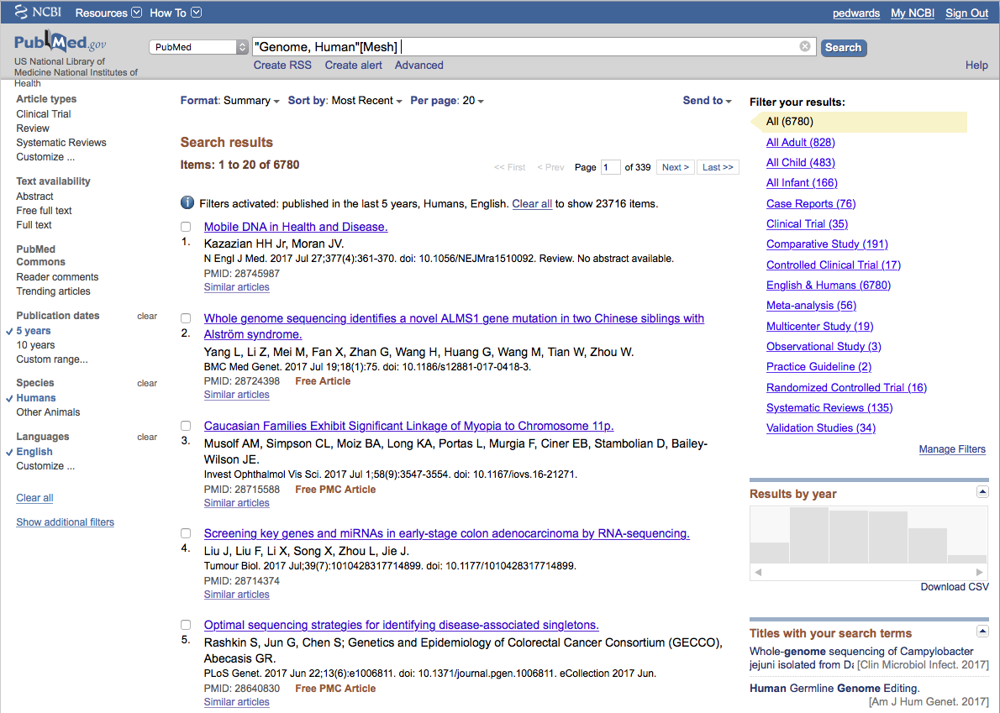 NCBI Resources How To pedwards My NCBI Sign Out
PubMed.gov
US National Library of
Medicine National Institutes of
Health
PubMed "Genome, Human"[Mesh] Search
Create RSS Create alert Advanced Help
Article types
Clinical Trial
Review
Systematic Reviews
Customize ...
Text availability
Abstract
Free full text
Full text
PubMed
Commons
Reader comments
Trending articles
Publication dates clear
5 years
10 years
Custom range...
Species clear
Humans
Other Animals
Languages clear
English
Customize ...
Clear all
Show additional filters
Format: Summary Sort by: Most Recent Per page: 20 Send to
Search results
Items: 1 to 20 of 6780
<< First < Prev Page 1 of 339 Next > Last >>
Filters activated: published in the last 5 years, Humans, English. Clear all to show 23716 items.
Mobile DNA in Health and Disease.
1. Kazazian HH Jr, Moran JV.
N Engl J Med. 2017 Jul 27;377(4):361-370. doi: 10.1056/NEJMra1510092. Review. No abstract available.
PMID: 28745987
Similar articles
Whole genome sequencing identifies a novel ALMS1 gene mutation in two Chinese siblings with
2. Alström syndrome.
Yang L, Li Z, Mei M, Fan X, Zhan G, Wang H, Huang G, Wang M, Tian W, Zhou W.
BMC Med Genet. 2017 Jul 19;18(1):75. doi: 10.1186/s12881-017-0418-3.
PMID: 28724398 Free Article
Similar articles
Caucasian Families Exhibit Significant Linkage of Myopia to Chromosome 11p.
3. Musolf AM, Simpson CL, Moiz BA, Long KA, Portas L, Murgia F, Ciner EB, Stambolian D, Bailey-
Wilson JE.
Invest Ophthalmol Vis Sci. 2017 Jul 1;58(9):3547-3554. doi: 10.1167/iovs.16-21271.
PMID: 28715588 Free PMC Article
Similar articles
Screening key genes and miRNAs in early-stage colon adenocarcinoma by RNA-sequencing.
4. Liu J, Liu F, Li X, Song X, Zhou L, Jie J.
Tumour Biol. 2017 Jul;39(7):1010428317714899. doi: 10.1177/1010428317714899.
PMID: 28714374
Similar articles
Optimal sequencing strategies for identifying disease-associated singletons.
5. Rashkin S, Jun G, Chen S; Genetics and Epidemiology of Colorectal Cancer Consortium (GECCO),
Abecasis GR.
PLoS Genet. 2017 Jun 22;13(6):e1006811. doi: 10.1371/journal.pgen.1006811. eCollection 2017 Jun.
PMID: 28640830 Free PMC Article
Similar articles
Filter your results:
All (6780)
All Adult (828)
All Child (483)
All Infant (166)
Case Reports (76)
Clinical Trial (35)
Comparative Study (191)
Controlled Clinical Trial (17)
English & Humans (6780)
Meta-analysis (56)
Multicenter Study (19)
Observational Study (3)
Practice Guideline (2)
Randomized Controlled Trial (16)
Systematic Reviews (135)
Validation Studies (34)
Manage Filters
Results by year
Download CSV
Titles with your search terms
Whole-genome sequencing of Campylobacter
jejuni isolated from Da [Clin Microbiol Infect. 2017]
Human Germline Genome Editing.
[Am J Hum Genet. 2017]